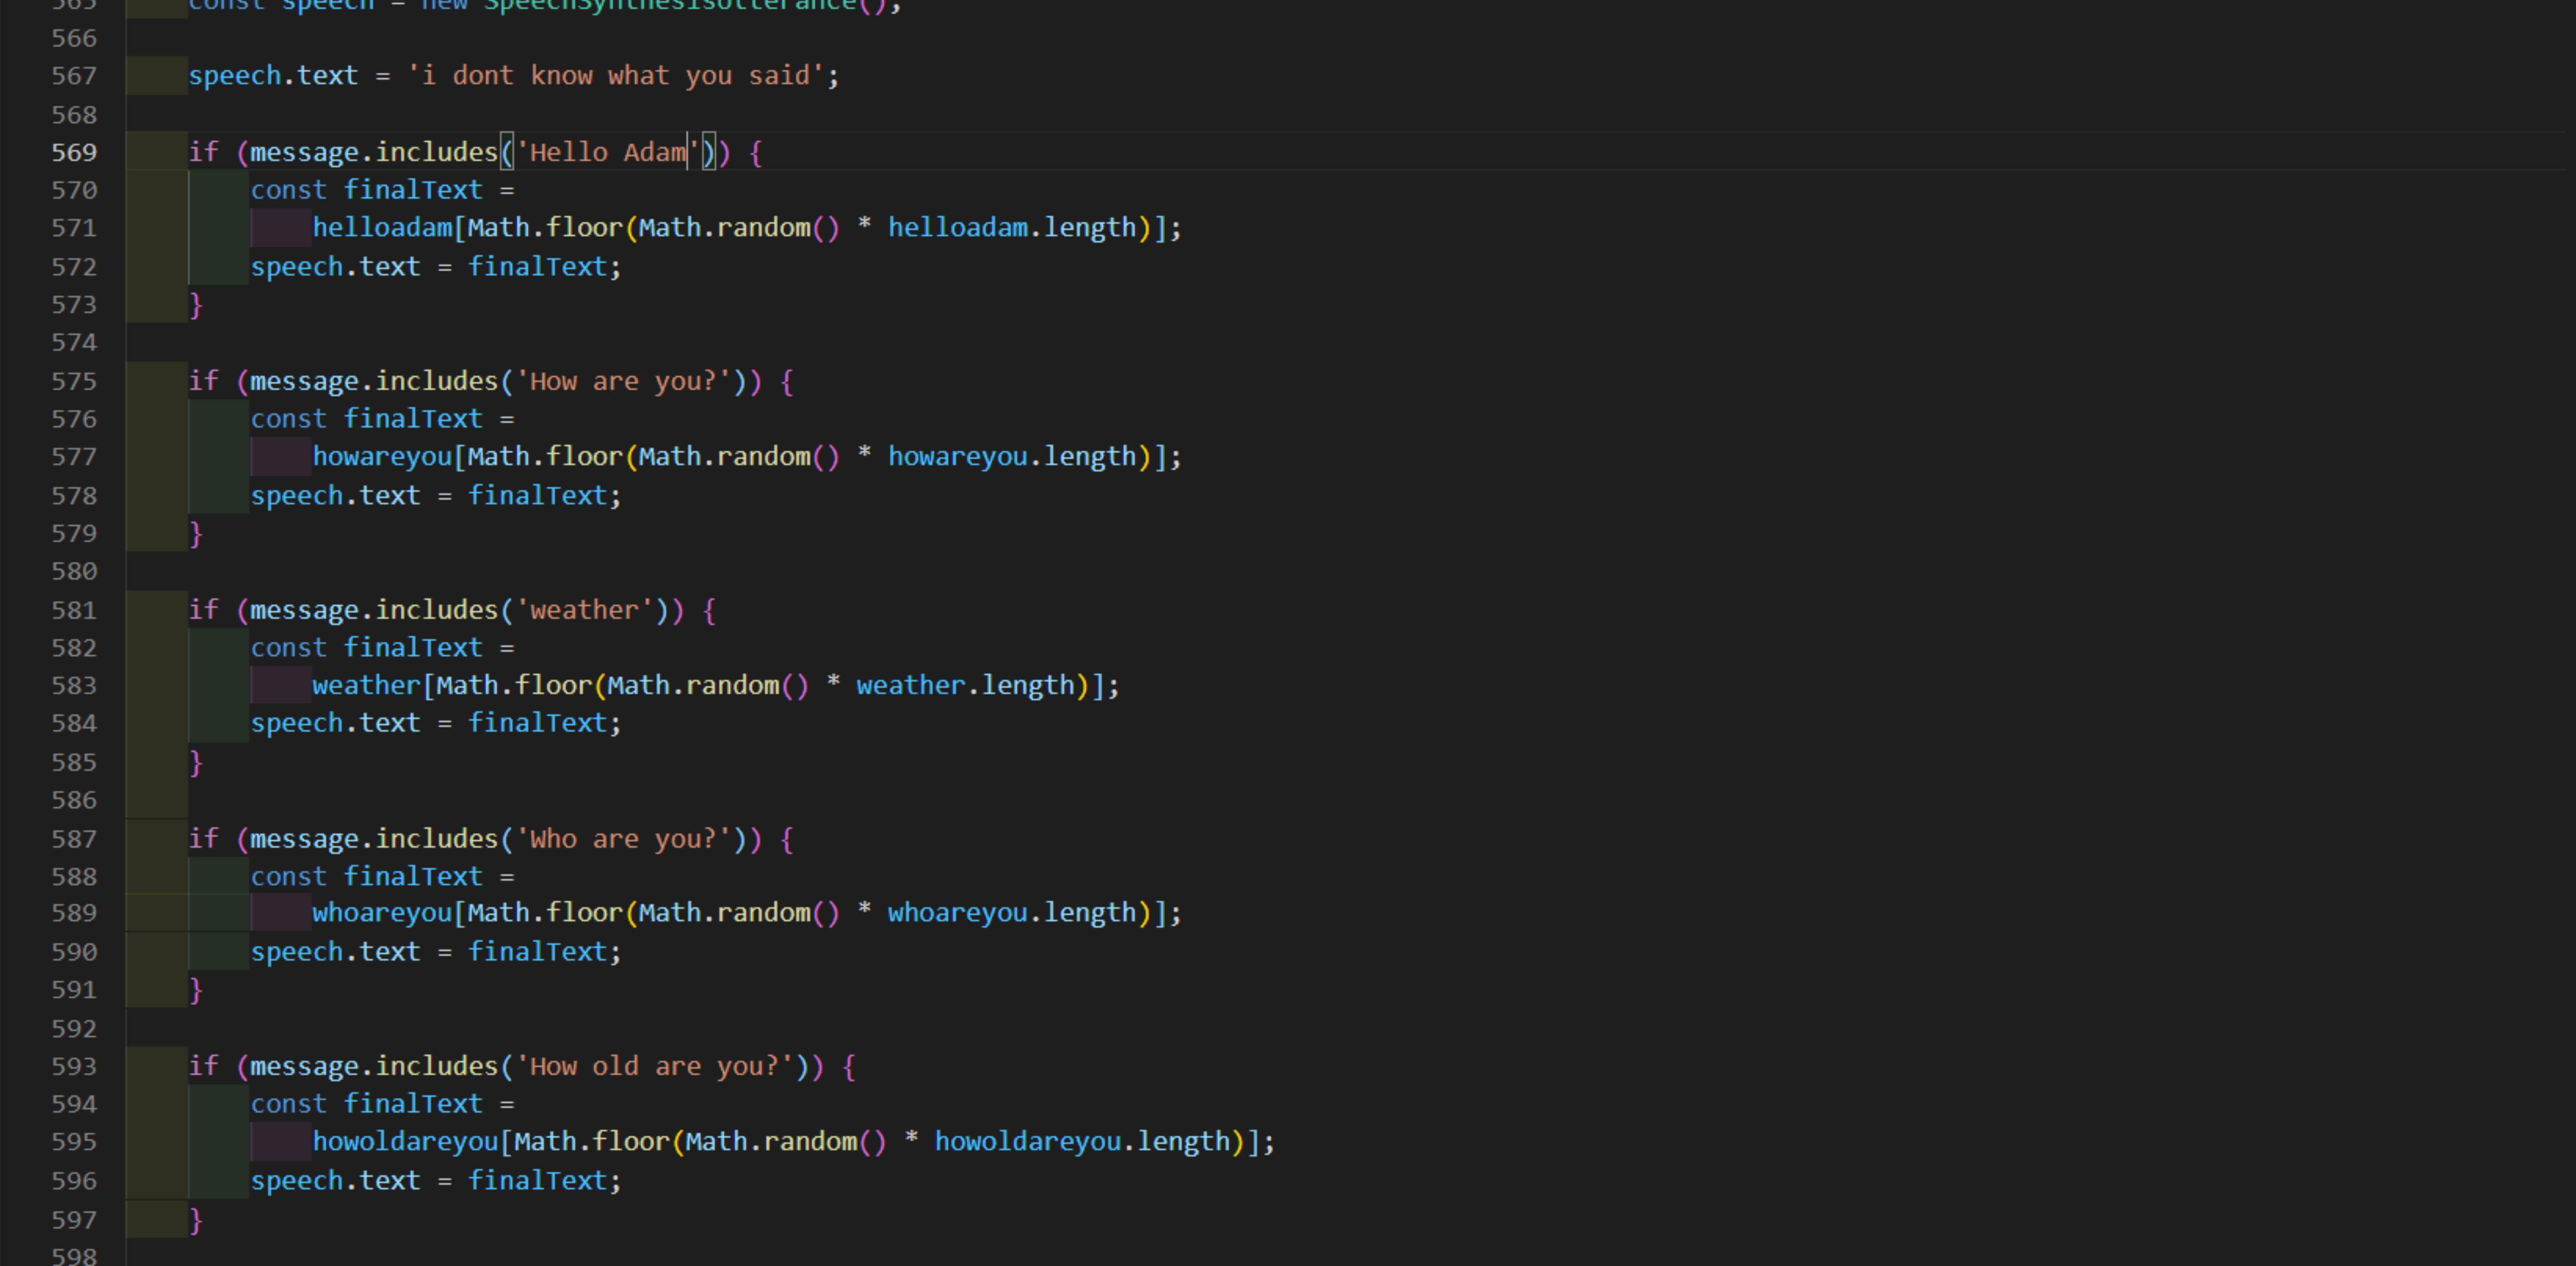 565 const speech = new SpeechSynthesisUtterance();
566
567 speech.text = 'i dont know what you said';
568
569 if (message.includes('Hello Adam')) {
570 const finalText =
571 helloadam[Math.floor(Math.random() * helloadam.length)];
572 speech.text = finalText;
573 }
574
575 if (message.includes('How are you?')) {
576 const finalText =
577 howareyou[Math.floor(Math.random() * howareyou.length)];
578 speech.text = finalText;
579 }
580
581 if (message.includes('weather')) {
582 const finalText =
583 weather[Math.floor(Math.random() * weather.length)];
584 speech.text = finalText;
585 }
586
587 if (message.includes('Who are you?')) {
588 const finalText =
589 whoareyou[Math.floor(Math.random() * whoareyou.length)];
590 speech.text = finalText;
591 }
592
593 if (message.includes('How old are you?')) {
594 const finalText =
595 howoldareyou[Math.floor(Math.random() * howoldareyou.length)];
596 speech.text = finalText;
597 }
598